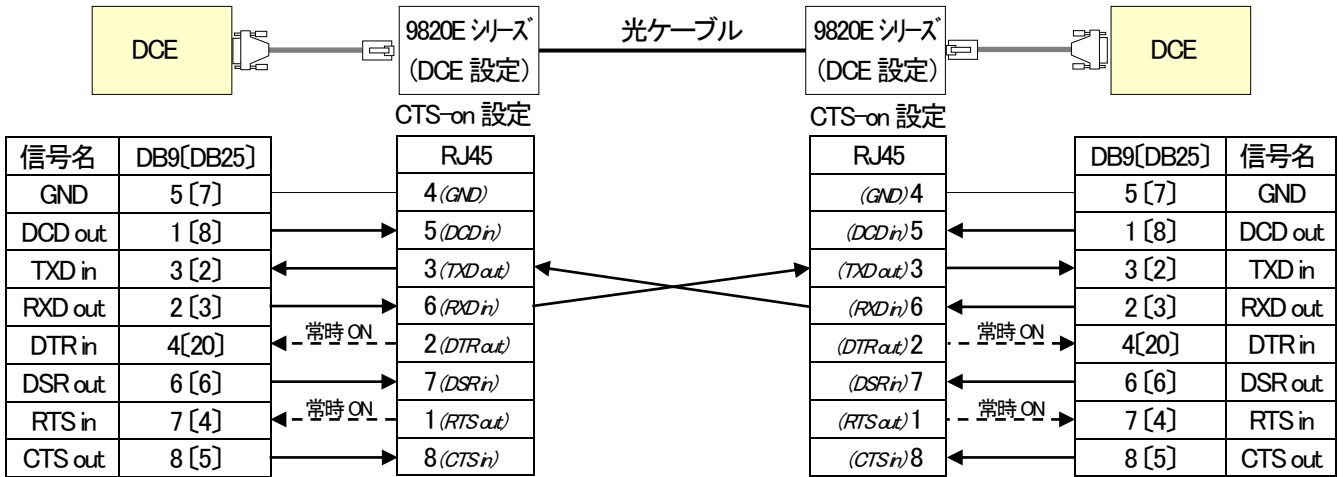 DCE
9820E シリーズ
(DCE 設定)
CTS-on 設定
光ケーブル
9820E シリーズ
(DCE 設定)
CTS-on 設定
DCE
信号名 DB9[DB25] RJ45 RJ45 DB9[DB25] 信号名
GND 5[7] 4(GND) (GND)4 5[7] GND
DCD out 1[8] 5(DCD in) (DCD in)5 1[8] DCD out
TXD in 3[2] 3(TXD out) (TXD out)3 3[2] TXD in
RXD out 2[3] 6(RXD in) (RXD in)6 2[3] RXD out
DTR in 4[20] 常時 ON 2(DTR out) (DTR out)2 常時 ON 4[20] DTR in
DSR out 6[6] 7(DSR in) (DSR in)7 6[6] DSR out
RTS in 7[4] 常時 ON 1(RTS out) (RTS out)1 常時 ON 7[4] RTS in
CTS out 8[5] 8(CTS in) (CTS in)8 8[5] CTS out